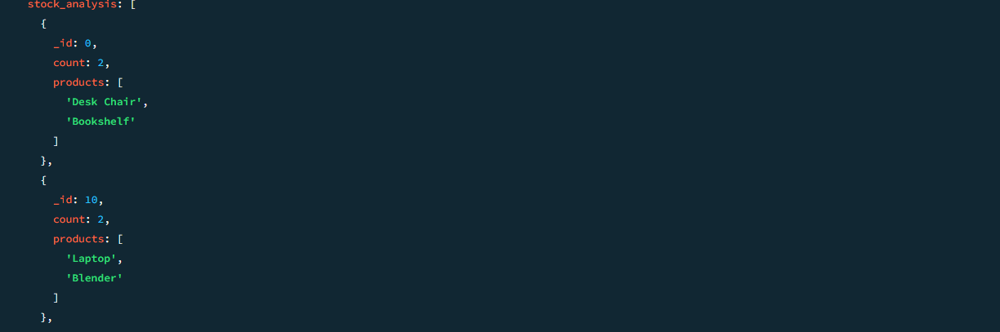 stock_analysis: [
{
_id: 0,
count: 2,
products: [
'Desk Chair',
'Bookshelf'
]
},
{
_id: 10,
count: 2,
products: [
'Laptop',
'Blender'
]
},